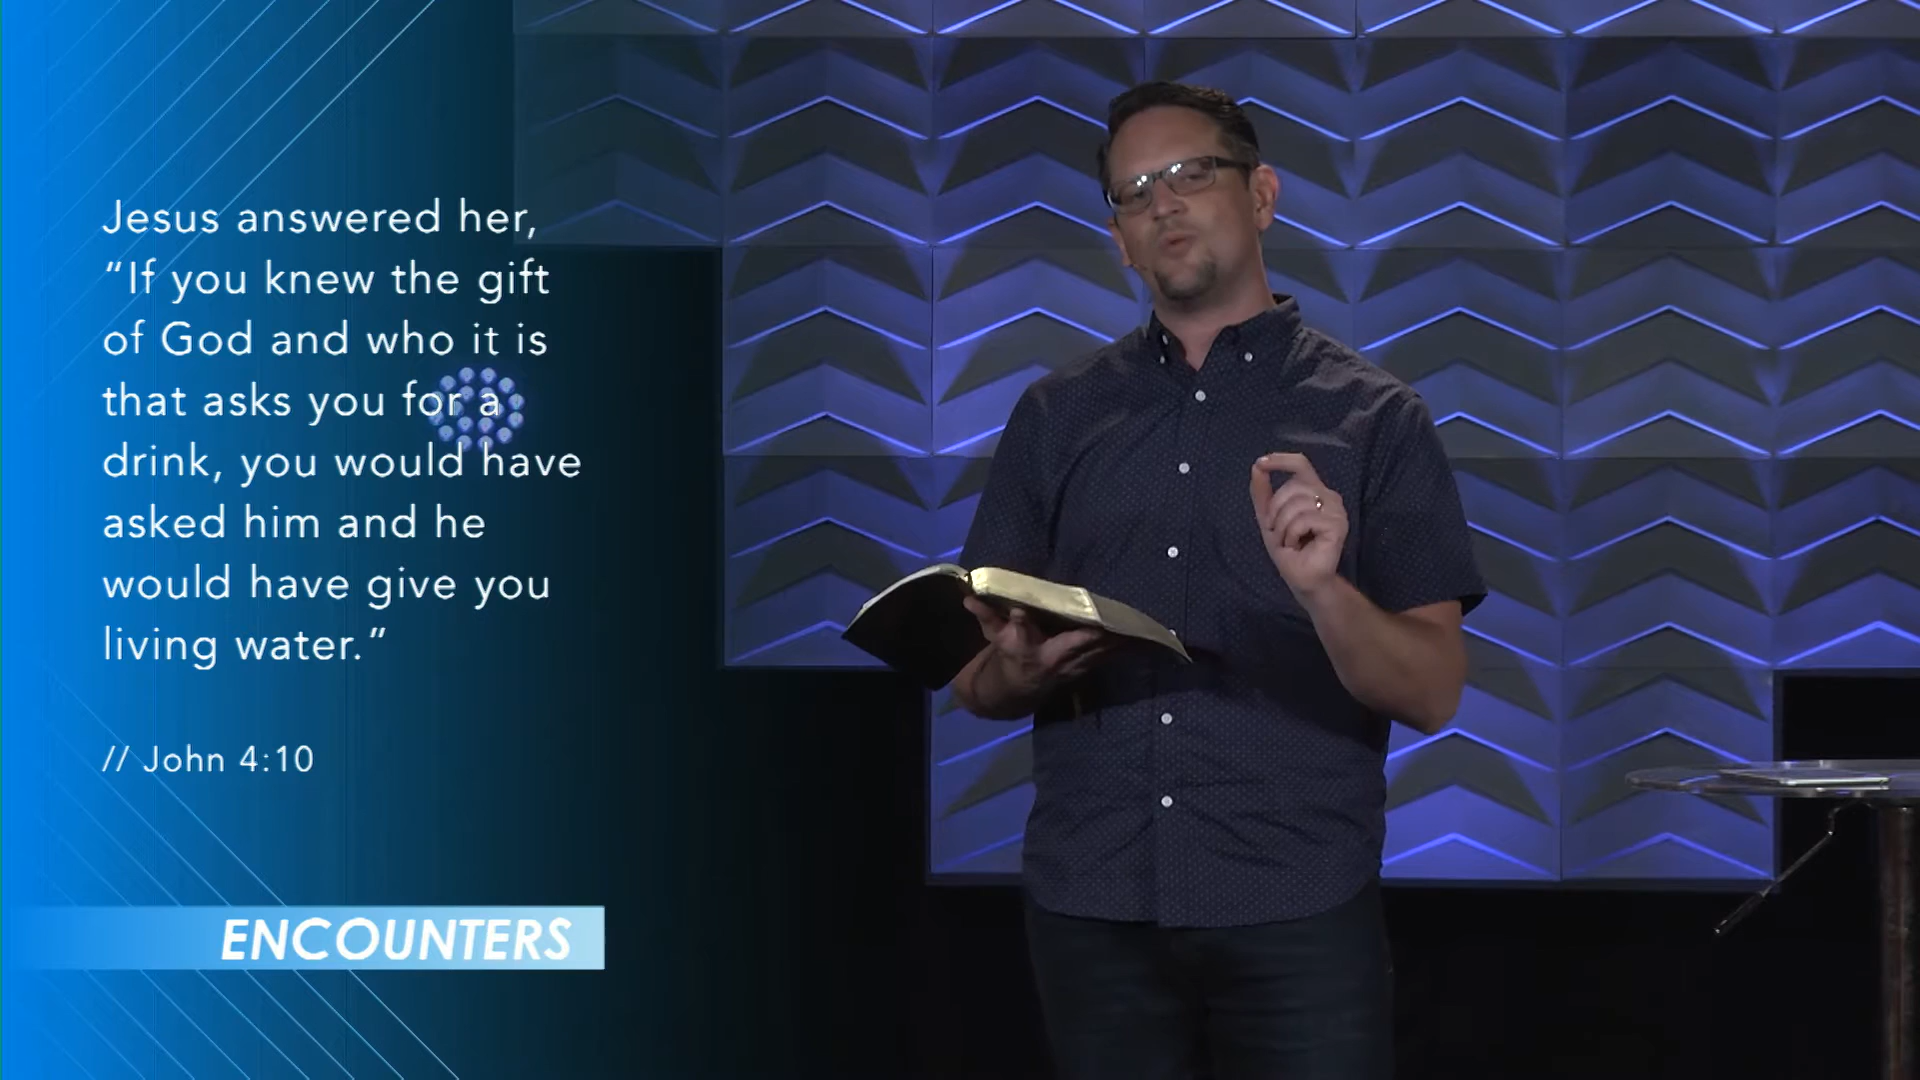 Jesus answered her,
“If you knew the gift
of God and who it is
that asks you for a
drink, you would have
asked him and he
would have give you
living water.”
// John 4:10
ENCOUNTERS